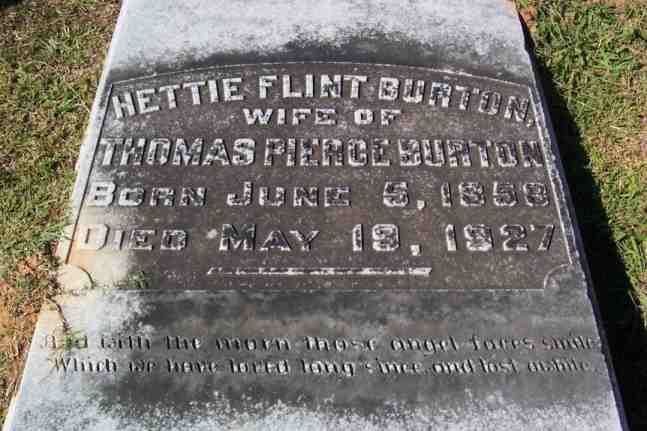 HETTIE FLINT BURTON,
WIFE OF
THOMAS PIERCE BURTON
BORN JUNE 5, 1858
DIED MAY 19, 1927
And with the morn those angel faces smile
Which we have loved long since, and lost awhile.